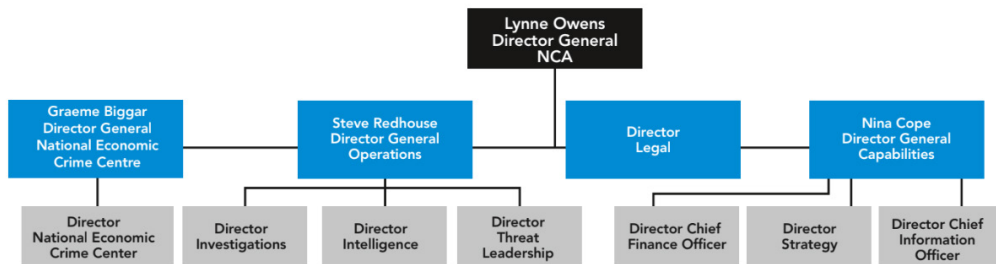 Lynne Owens
Director General
NCA
Graeme Biggar
Director General
National Economic
Crime Centre
Steve Redhouse
Director General
Operations
Director
Legal
Nina Cope
Director General
Capabilities
Director
National Economic
Crime Center
Director
Investigations
Director
Intelligence
Director
Threat
Leadership
Director Chief
Finance Officer
Director
Strategy
Director Chief
Information
Officer